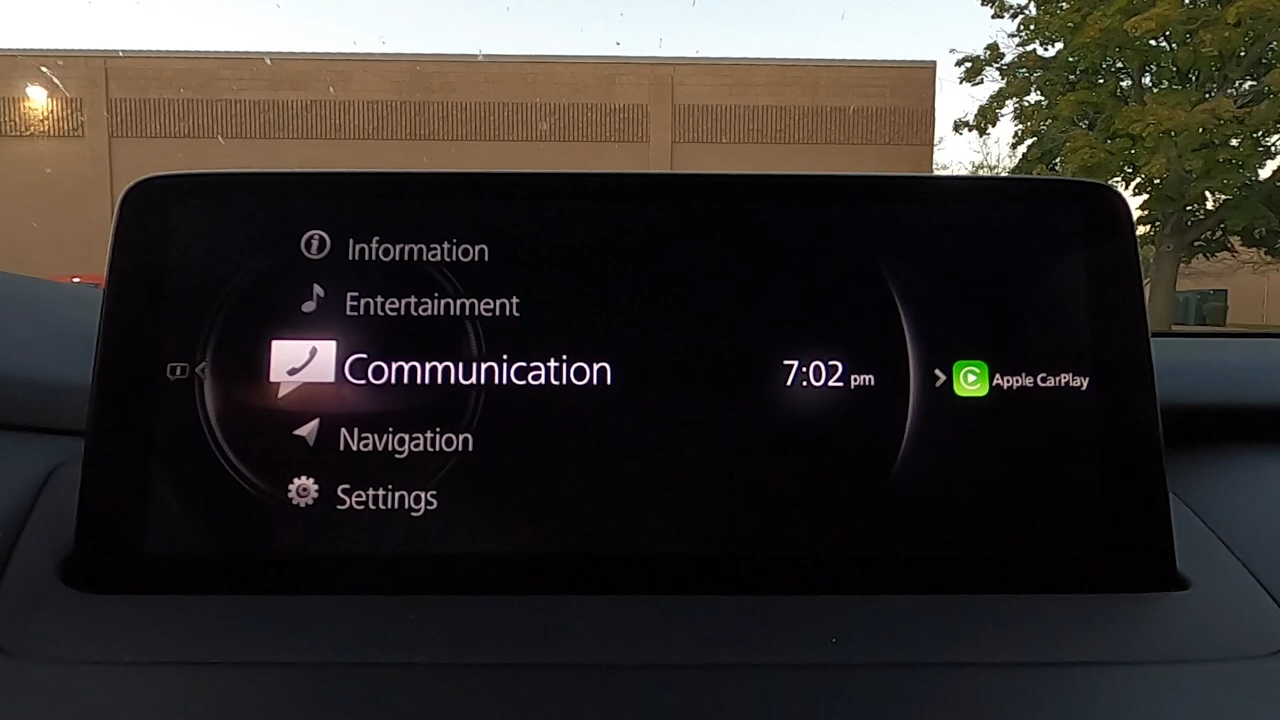 Information
Entertainment
Communication
7:02 pm
Apple CarPlay
Navigation
Settings